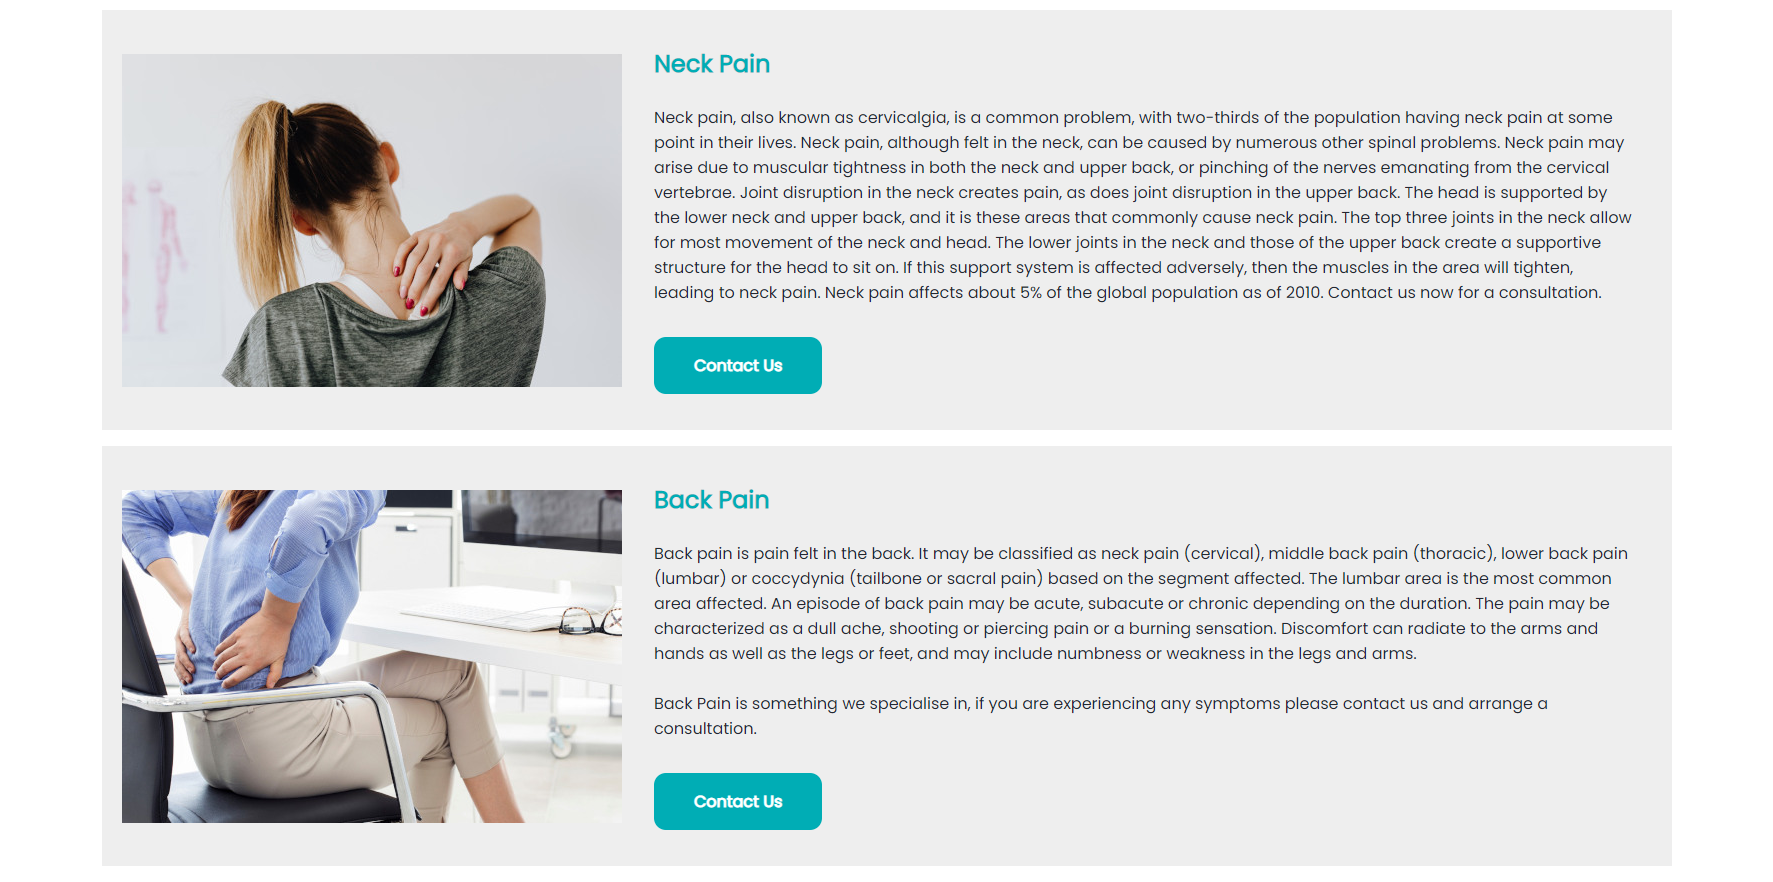 Neck Pain
Neck pain, also known as cervicalgia, is a common problem, with two-thirds of the population having neck pain at some
point in their lives. Neck pain, although felt in the neck, can be caused by numerous other spinal problems. Neck pain may
arise due to muscular tightness in both the neck and upper back, or pinching of the nerves emanating from the cervical
vertebrae. Joint disruption in the neck creates pain, as does joint disruption in the upper back. The head is supported by
the lower neck and upper back, and it is these areas that commonly cause neck pain. The top three joints in the neck allow
for most movement of the neck and head. The lower joints in the neck and those of the upper back create a supportive
structure for the head to sit on. If this support system is affected adversely, then the muscles in the area will tighten,
leading to neck pain. Neck pain affects about 5% of the global population as of 2010. Contact us now for a consultation.
Contact Us
Back Pain
Back pain is pain felt in the back. It may be classified as neck pain (cervical), middle back pain (thoracic), lower back pain
(lumbar) or coccydynia (tailbone or sacral pain) based on the segment affected. The lumbar area is the most common
area affected. An episode of back pain may be acute, subacute or chronic depending on the duration. The pain may be
characterized as a dull ache, shooting or piercing pain or a burning sensation. Discomfort can radiate to the arms and
hands as well as the legs or feet, and may include numbness or weakness in the legs and arms.
Back Pain is something we specialise in, if you are experiencing any symptoms please contact us and arrange a
consultation.
Contact Us